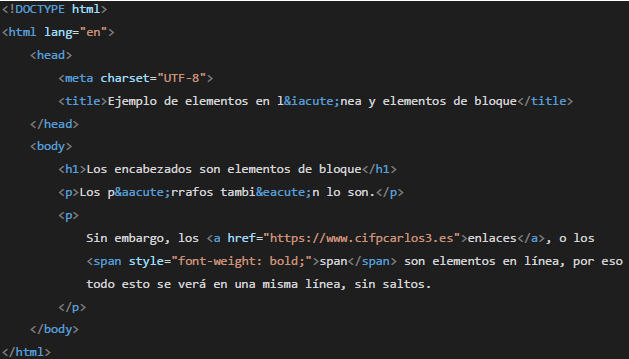 <!DOCTYPE html>
<html lang="en">
    <head>
        <meta charset="UTF-8">
        <title>Ejemplo de elementos en l&iacute;nea y elementos de bloque</title>
    </head>
    <body>
        <h1>Los encabezados son elementos de bloque</h1>
        <p>Los p&aacute;rrafos tambi&eacute;n lo son.</p>
        <p>
            Sin embargo, los <a href="https://www.cifpcarlos3.es">enlaces</a>, o los
            <span style="font-weight: bold;">span</span> son elementos en línea, por eso
            todo esto se verá en una misma línea, sin saltos.
        </p>
    </body>
</html>